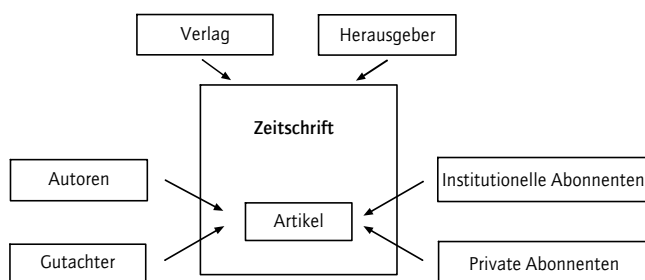 Verlag
Herausgeber
Zeitschrift
Autoren
Institutionelle Abonnenten
Artikel
Gutachter
Private Abonnenten